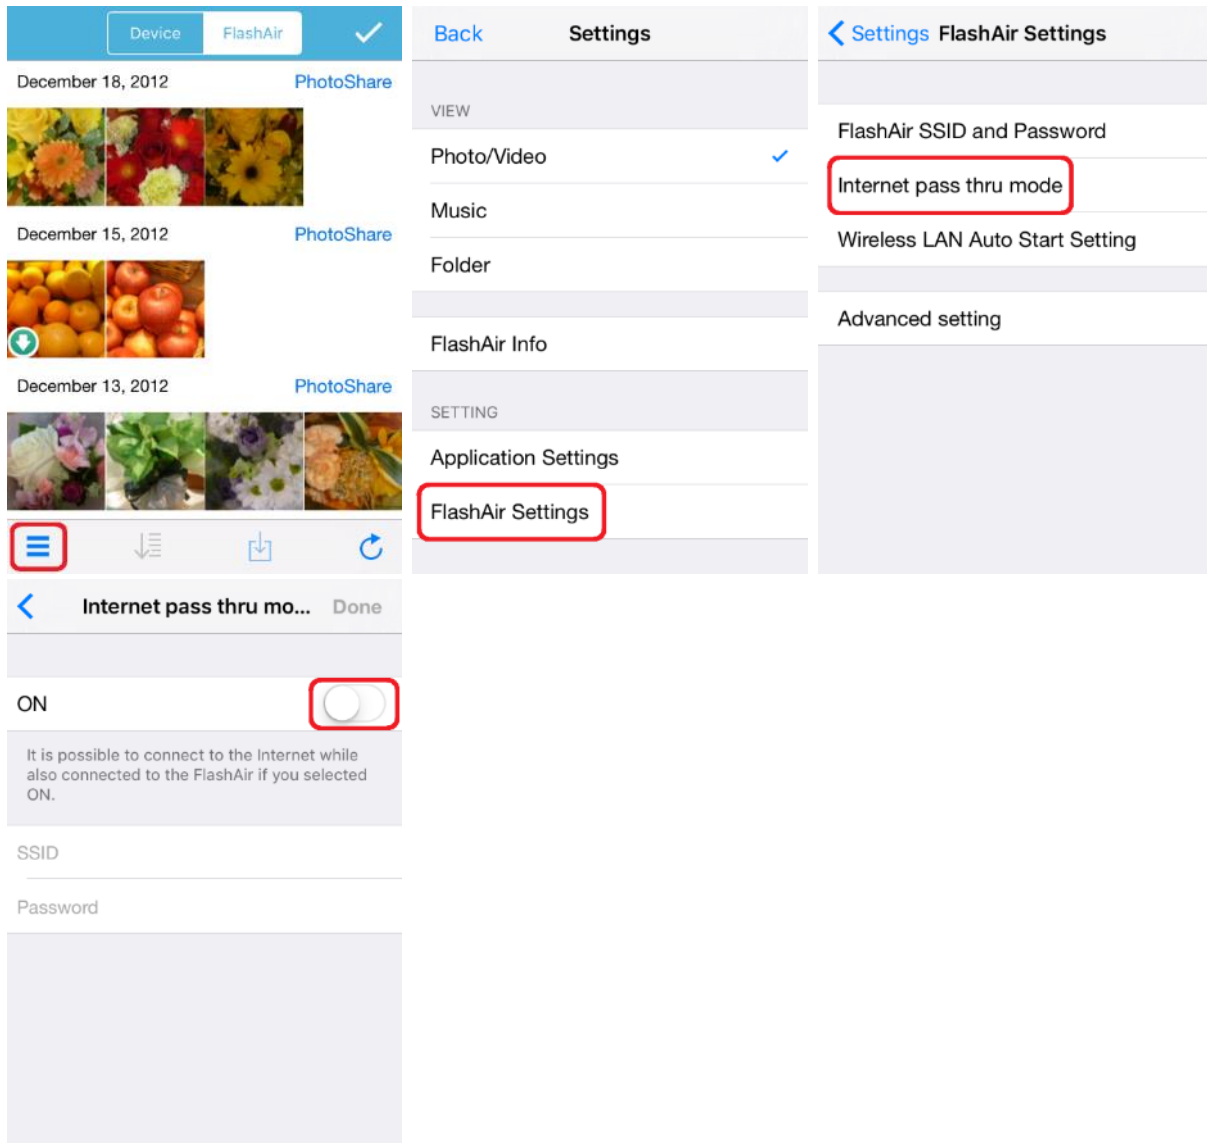 Device FlashAir
December 18, 2012 PhotoShare
December 15, 2012 PhotoShare
December 13, 2012 PhotoShare
Back Settings
VIEW
Photo/Video
Music
Folder
FlashAir Info
SETTING
Application Settings
FlashAir Settings
Settings FlashAir Settings
FlashAir SSID and Password
Internet pass thru mode
Wireless LAN Auto Start Setting
Advanced setting
Internet pass thru mo... Done
ON
It is possible to connect to the Internet while
also connected to the FlashAir if you selected
ON.
SSID
Password